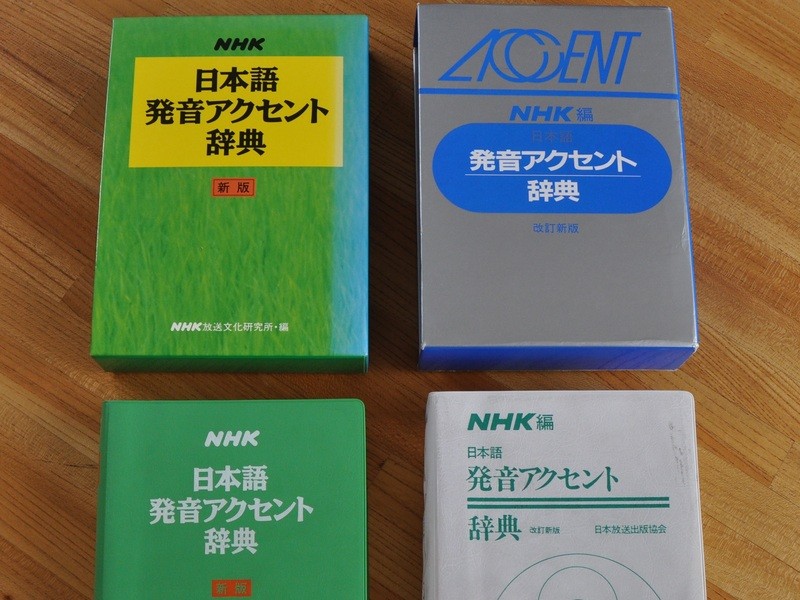 NHK
日本語
発音アクセント
辞典
新版
NHK放送文化研究所・編
ACCENT
NHK編
日本語
発音アクセント
辞典
改訂新版
NHK
日本語
発音アクセント
辞典
新版
NHK編
日本語
発音アクセント
辞典 改訂新版 日本放送出版協会